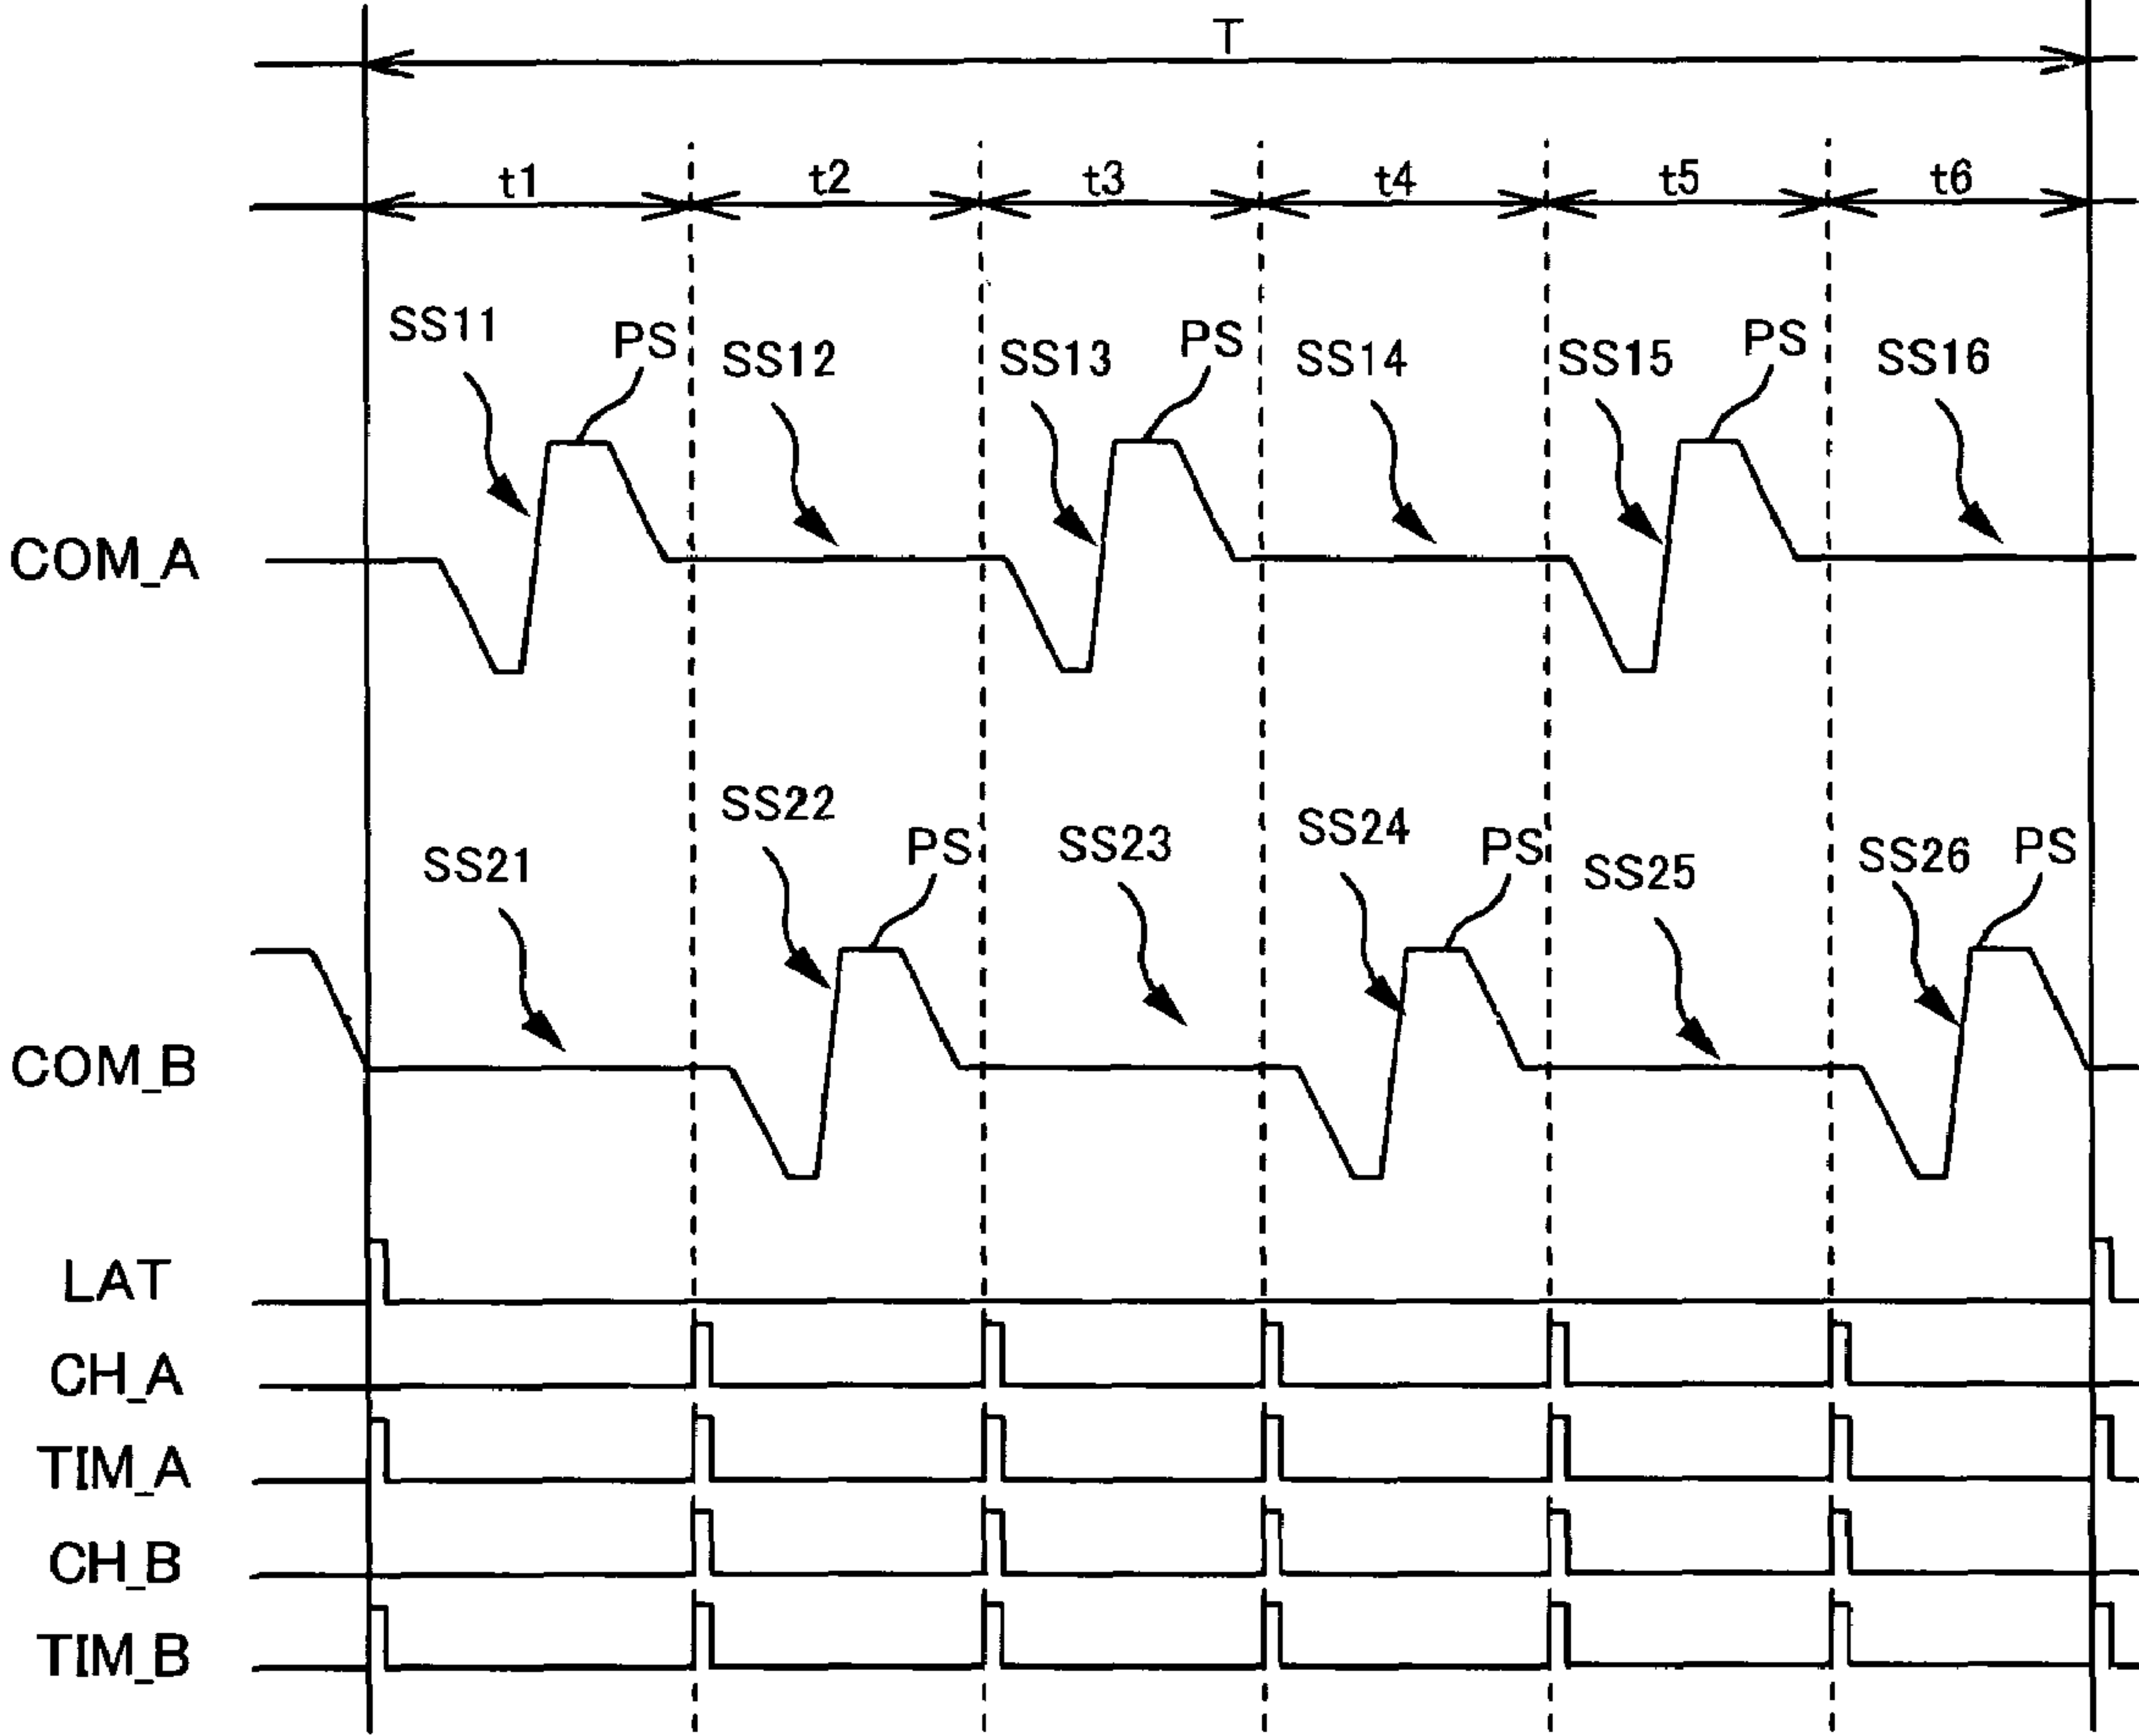 T
t1 t2 t3 t4 t5 t6
SS11 PS SS12 SS13 PS SS14 SS15 PS SS16
COM_A
SS21 SS22 PS SS23 SS24 PS SS25 SS26 PS
COM_B
LAT
CH_A
TIM_A
CH_B
TIM_B